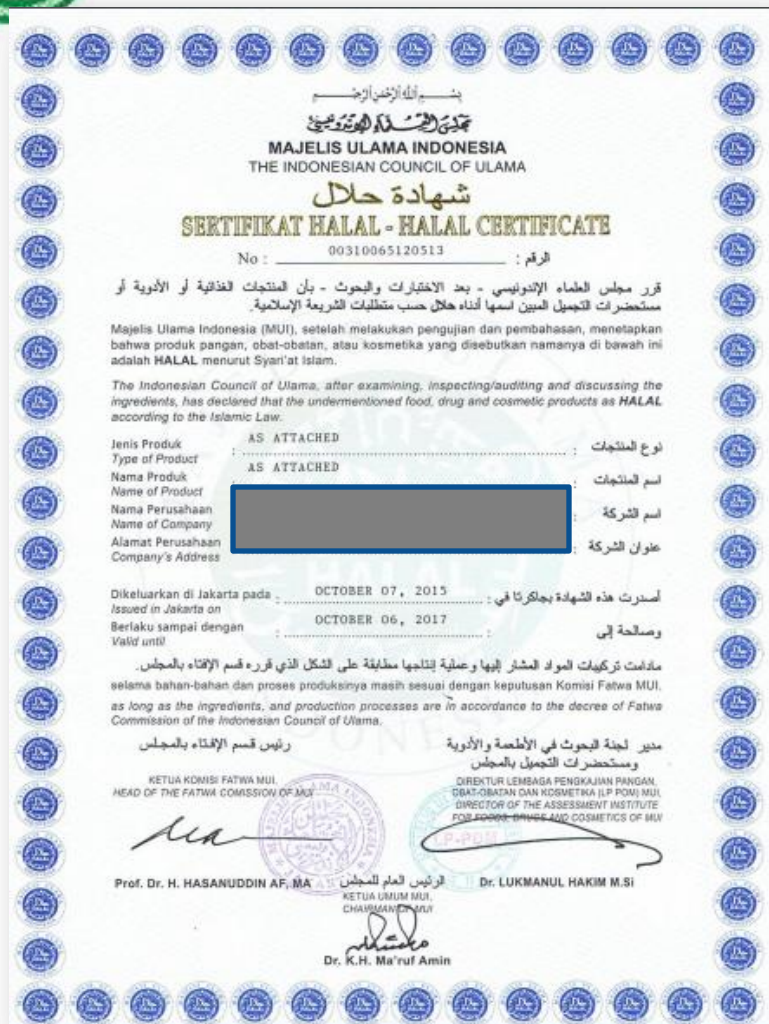 بسم الله الرحمن الرحيم
مجلس العلماء الإندونيسي
MAJELIS ULAMA INDONESIA
THE INDONESIAN COUNCIL OF ULAMA
شهادة حلال
SERTIFIKAT HALAL - HALAL CERTIFICATE
No : 00310065120513 الرقم :
قرر مجلس العلماء الإندونيسي - بعد الاختبارات والبحوث - بأن المنتجات الغذائية أو الأدوية أو
مستحضرات التجميل المبين اسمها أدناه حلال حسب متطلبات الشريعة الإسلامية.
Majelis Ulama Indonesia (MUI), setelah melakukan pengujian dan pembahasan, menetapkan
bahwa produk pangan, obat-obatan, atau kosmetika yang disebutkan namanya di bawah ini
adalah HALAL menurut Syari'at Islam.
The Indonesian Council of Ulama, after examining, inspecting/auditing and discussing the
ingredients, has declared that the undermentioned food, drug and cosmetic products as HALAL
according to the Islamic Law.
Jenis Produk : AS ATTACHED : نوع المنتجات
Type of Product
Nama Produk : AS ATTACHED : اسم المنتجات
Name of Product
Nama Perusahaan : اسم الشركة
Name of Company
Alamat Perusahaan : عنوان الشركة
Company's Address
Dikeluarkan di Jakarta pada : OCTOBER 07, 2015 : أصدرت هذه الشهادة بجاكرتا في
Issued in Jakarta on
Berlaku sampai dengan : OCTOBER 06, 2017 : وصالحة إلى
Valid until
مادامت تركيبات المواد المشار إليها وعملية إنتاجها مطابقة على الشكل الذي قرره قسم الإفتاء بالمجلس.
selama bahan-bahan dan proses produksinya masih sesuai dengan keputusan Komisi Fatwa MUI.
as long as the ingredients, and production processes are in accordance to the decree of Fatwa
Commission of the Indonesian Council of Ulama.
رئيس قسم الإفتاء بالمجلس
KETUA KOMISI FATWA MUI.
HEAD OF THE FATWA COMISSION OF MUI
Prof. Dr. H. HASANUDDIN AF, MA
مدير لجنة البحوث في الأطعمة والأدوية
ومستحضرات التجميل بالمجلس
DIREKTUR LEMBAGA PENGKAJIAN PANGAN,
OBAT-OBATAN DAN KOSMETIKA (LP POM) MUI,
DIRECTOR OF THE ASSESSMENT INSTITUTE
FOR FOODS, DRUGS AND COSMETICS OF MUI
LP-POM
Dr. LUKMANUL HAKIM M.Si
الرئيس العام للمجلس
KETUA UMUM MUI,
CHAIRMAN OF MUI
Dr. K.H. Ma'ruf Amin